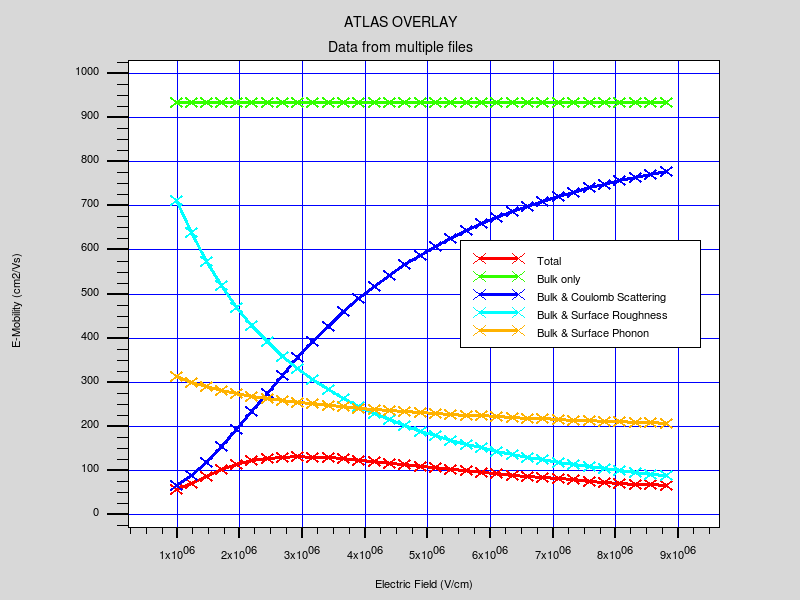 ATLAS OVERLAY
Data from multiple files
1000
900
800
700
600
500
400
300
200
100
0
E-Mobility (cm2/Vs)
Total
Bulk only
Bulk & Coulomb Scattering
Bulk & Surface Roughness
Bulk & Surface Phonon
1x10^06 2x10^06 3x10^06 4x10^06 5x10^06 6x10^06 7x10^06 8x10^06 9x10^06
Electric Field (V/cm)